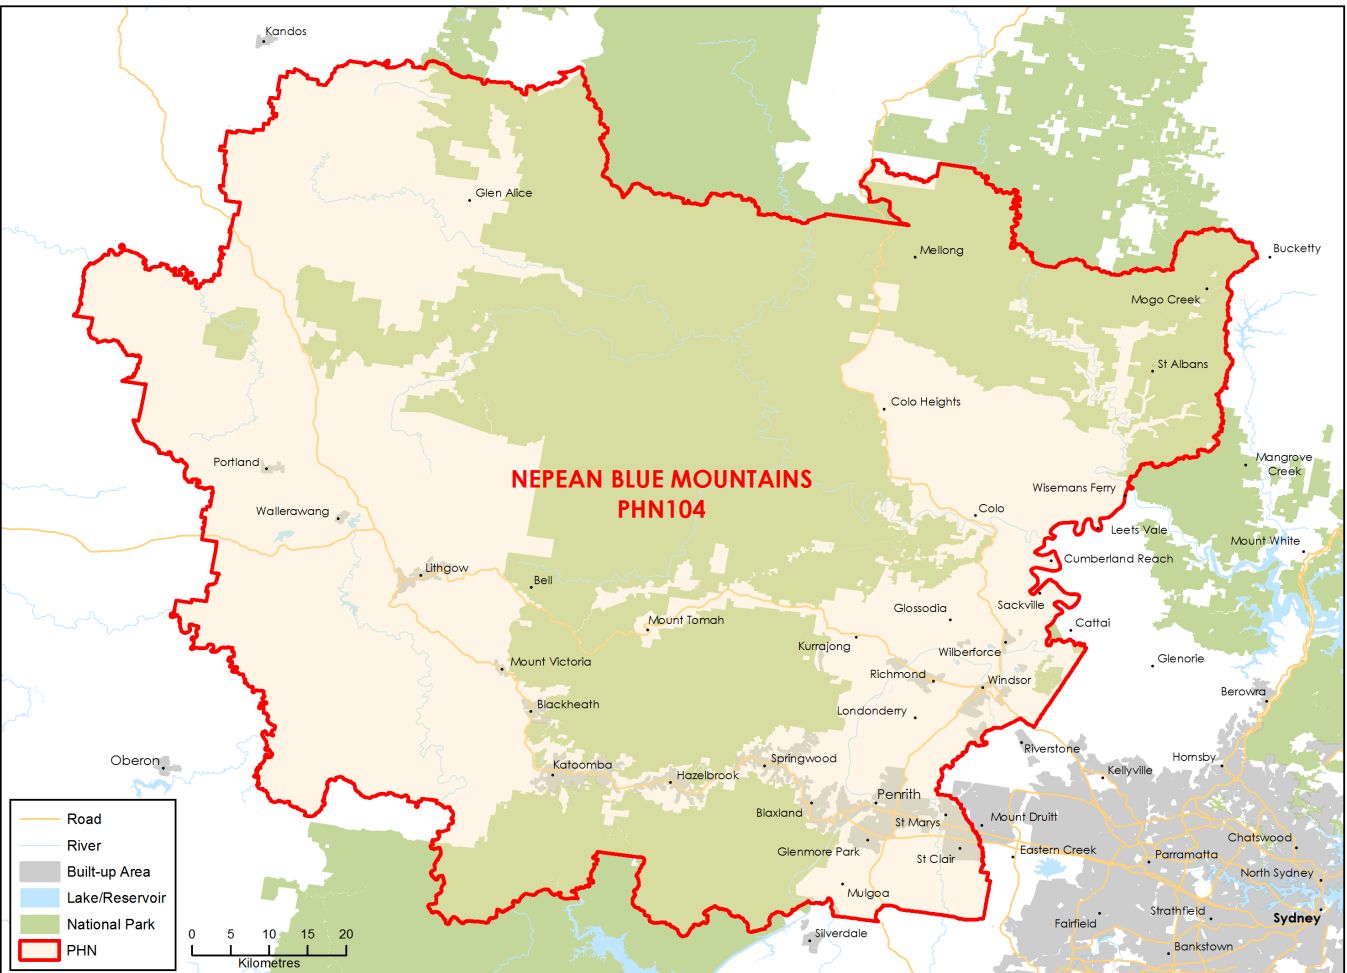 Kandos
Glen Alice
Mellong
Bucketty
Mogo Creek
St Albans
Colo Heights
Portland
NEPEAN BLUE MOUNTAINS
PHN104
Mangrove
Creek
Wisemans Ferry
Wallerawang
Colo
Leets Vale
Mount White
Cumberland Reach
Lithgow
Bell
Glossodia
Sackville
Mount Tomah
Cattai
Kurrajong
Wilberforce
Glenorie
Mount Victoria
Richmond
Windsor
Berowra
Blackheath
Londonderry
Riverstone
Oberon
Katoomba
Hazelbrook
Springwood
Hornsby
Kellyville
Penrith
Blaxland
St Marys
Mount Druitt
Chatswood
Glenmore Park
St Clair
Eastern Creek
Parramatta
North Sydney
Mulgoa
Strathfield
Sydney
Fairfield
Silverdale
Bankstown
Road
River
Built-up Area
Lake/Reservoir
National Park
PHN
0 5 10 20
Kilometres